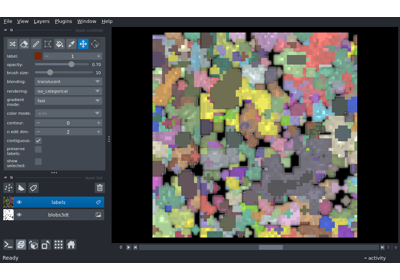 File View Layers Plugins Window Help
label: 1
opacity: 0.70
brush size: 10
blending: translucent
rendering: iso_categorical
gradient mode: fast
color mode:
contour: 0
n edit dim: 2
contiguous:
preserve labels:
show selected:
labels
blobs3dt
Ready
activity